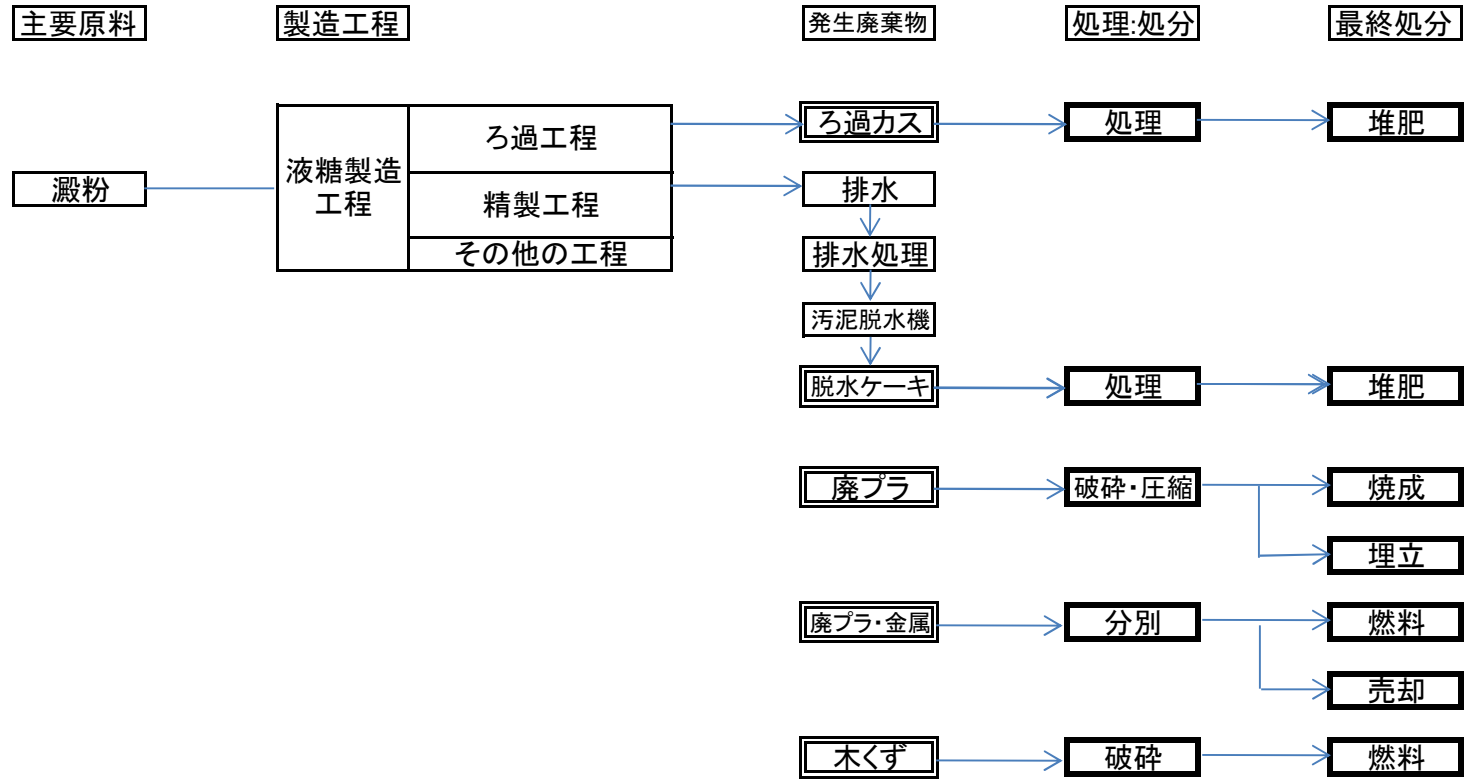 主要原料
製造工程
発生廃棄物
処理:処分
最終処分
澱粉
液糖製造
工程
ろ過工程
精製工程
その他の工程
ろ過カス
処理
堆肥
排水
排水処理
汚泥脱水機
脱水ケーキ
処理
堆肥
廃プラ
破砕・圧縮
焼成
埋立
廃プラ・金属
分別
燃料
売却
木くず
破砕
燃料